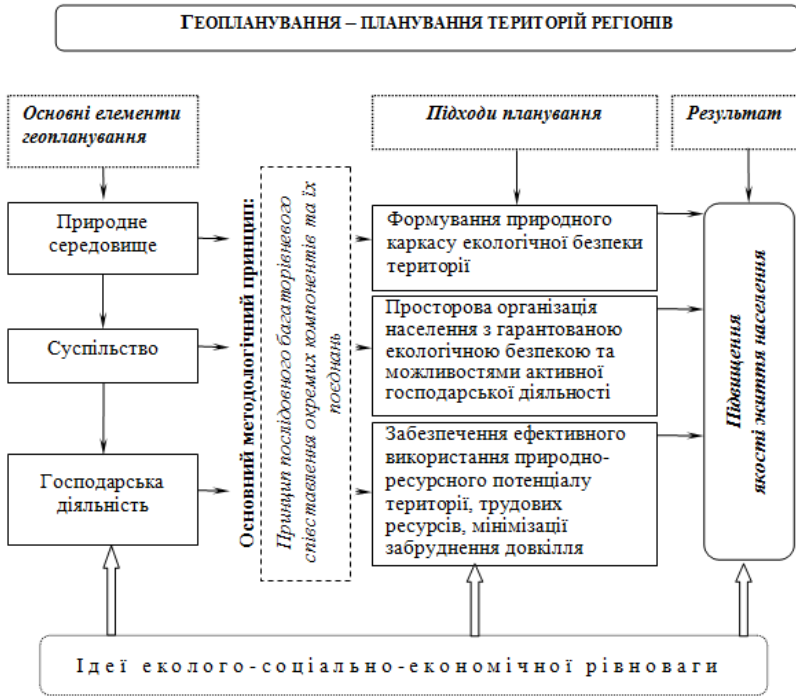 ГЕОПЛАНУВАННЯ – ПЛАНУВАННЯ ТЕРИТОРІЙ РЕГІОНІВ
Основні елементи
геопланування
Підходи планування
Результат
Природне
середовище
Суспільство
Господарська
діяльність
Основний методологічний принцип:
Принцип послідовного багаторівневого
співставлення окремих компонентів та їх
поєднань
Формування природного
каркасу екологічної безпеки
території
Просторова організація
населення з гарантованою
екологічною безпекою та
можливостями активної
господарської діяльності
Забезпечення ефективного
використання природно-
ресурсного потенціалу
території, трудових
ресурсів, мінімізації
забруднення довкілля
Підвищення
якості життя населення
Ідеї еколого-соціально-економічної рівноваги